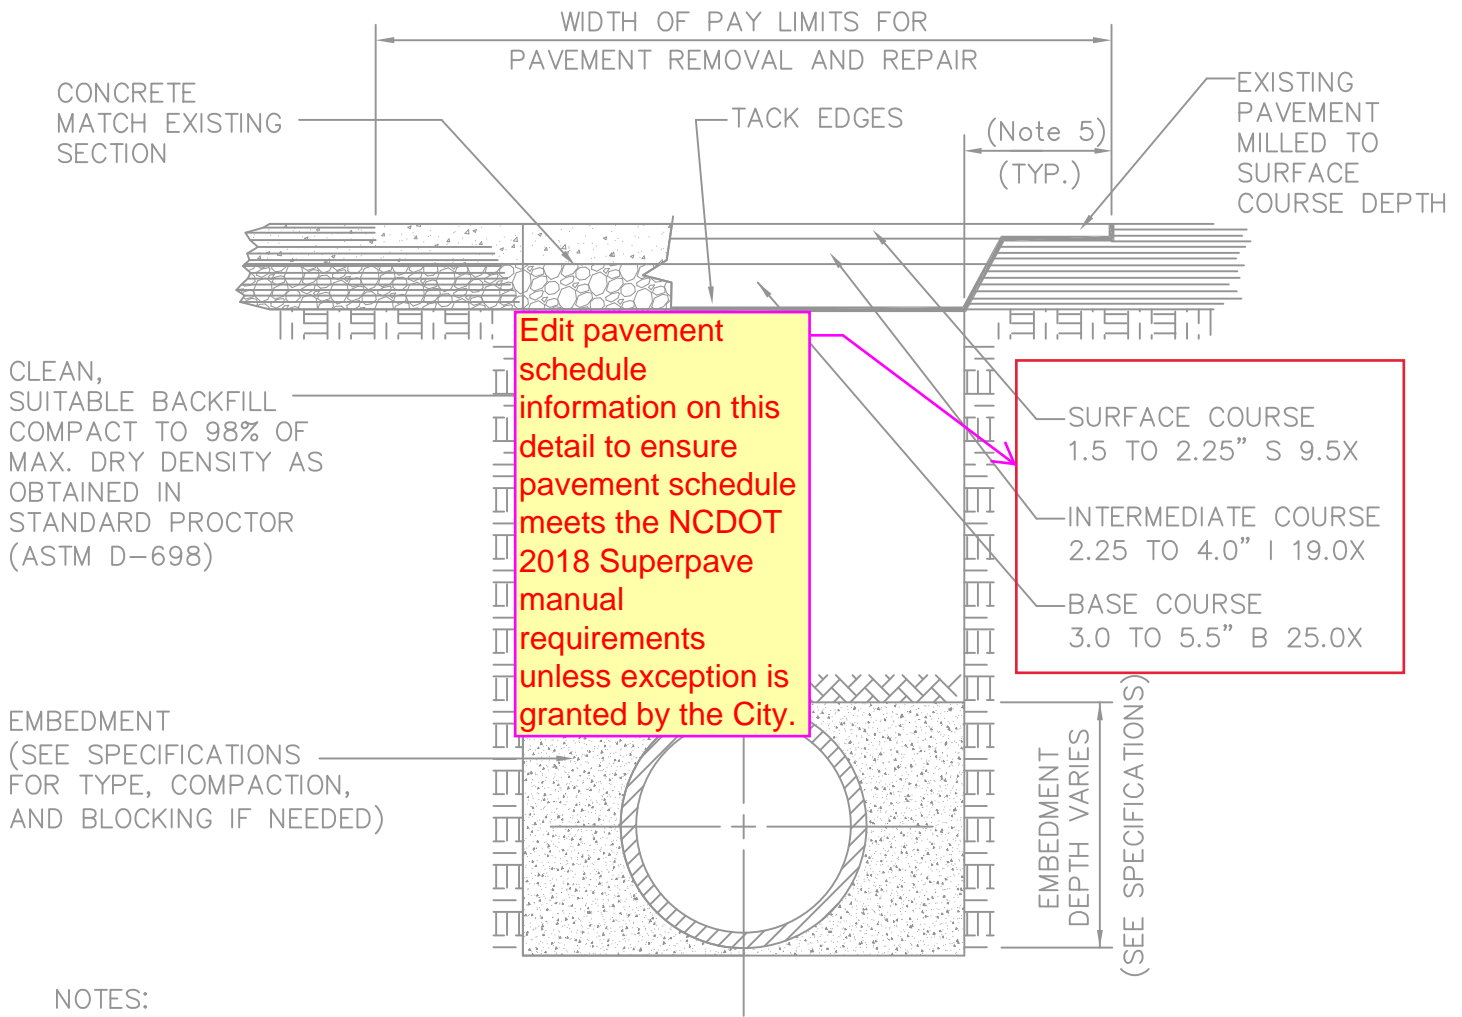 WIDTH OF PAY LIMITS FOR
PAVEMENT REMOVAL AND REPAIR
CONCRETE
MATCH EXISTING
SECTION
TACK EDGES
(Note 5)
(TYP.)
EXISTING
PAVEMENT
MILLED TO
SURFACE
COURSE DEPTH
CLEAN,
SUITABLE BACKFILL
COMPACT TO 98% OF
MAX. DRY DENSITY AS
OBTAINED IN
STANDARD PROCTOR
(ASTM D-698)
Edit pavement
schedule
information on this
detail to ensure
pavement schedule
meets the NCDOT
2018 Superpave
manual
requirements
unless exception is
granted by the City.
SURFACE COURSE
1.5 TO 2.25" S 9.5X
INTERMEDIATE COURSE
2.25 TO 4.0" I 19.0X
BASE COURSE
3.0 TO 5.5" B 25.0X
EMBEDMENT
(SEE SPECIFICATIONS
FOR TYPE, COMPACTION,
AND BLOCKING IF NEEDED)
EMBEDMENT
DEPTH VARIES
(SEE SPECIFICATIONS)
NOTES: